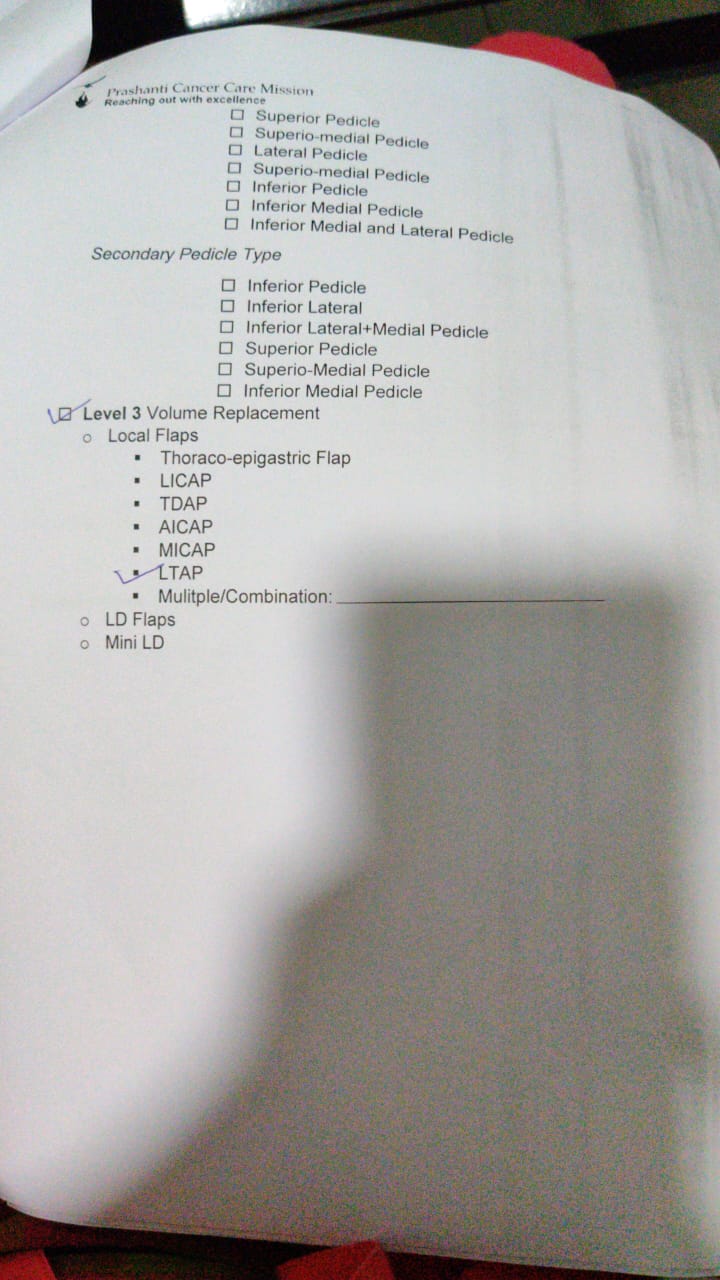 Prashanti Cancer Care Mission
Reaching out with excellence
☐ Superior Pedicle
☐ Superio-medial Pedicle
☐ Lateral Pedicle
☐ Superio-medial Pedicle
☐ Inferior Pedicle
☐ Inferior Medial Pedicle
☐ Inferior Medial and Lateral Pedicle
Secondary Pedicle Type
☐ Inferior Pedicle
☐ Inferior Lateral
☐ Inferior Lateral+Medial Pedicle
☐ Superior Pedicle
☐ Superio-Medial Pedicle
☐ Inferior Medial Pedicle
☑ Level 3 Volume Replacement
o Local Flaps
▪ Thoraco-epigastric Flap
▪ LICAP
▪ TDAP
▪ AICAP
▪ MICAP
✓ LTAP
▪ Mulitple/Combination: ____________________
o LD Flaps
o Mini LD